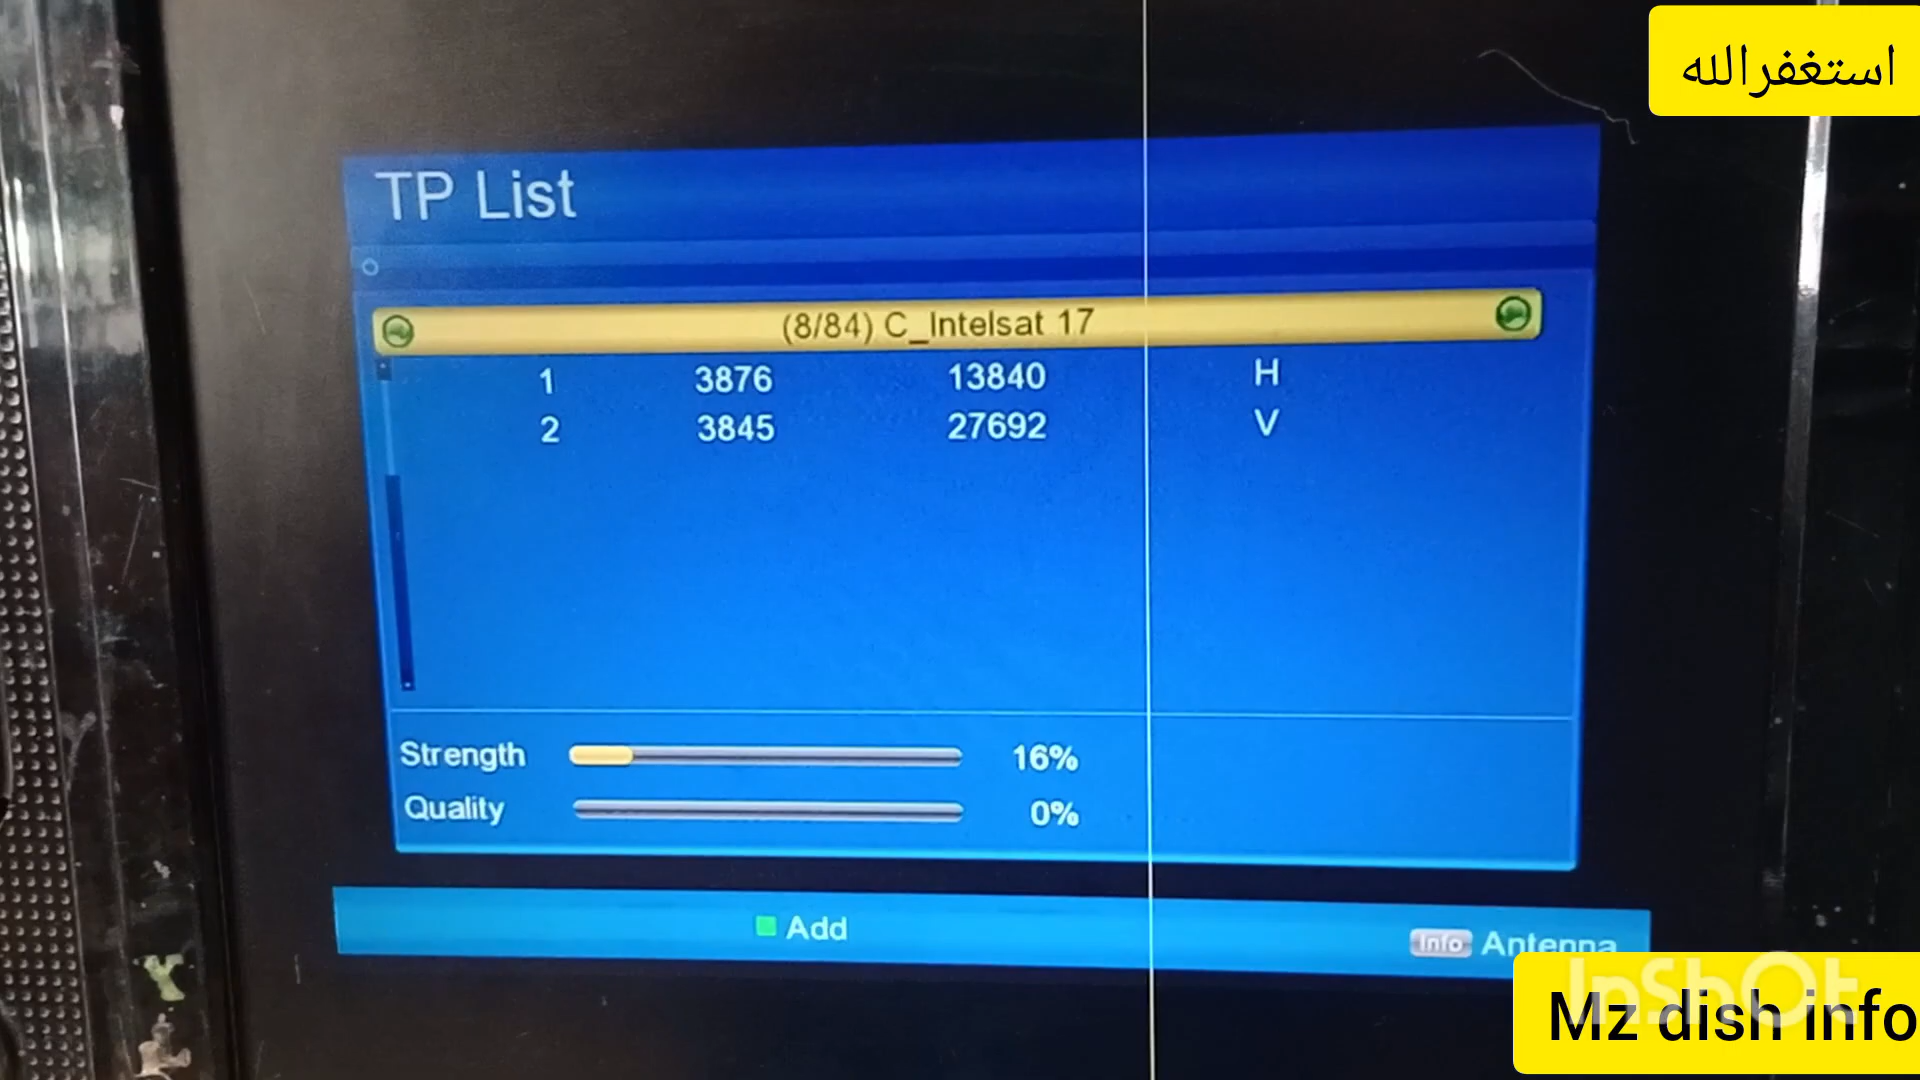 استغفرالله
TP List
(8/84) C_Intelsat 17
1 3876 13840 H
2 3845 27692 V
Strength 16%
Quality 0%
Add
Info Antenna
InShOt
Mz dish info